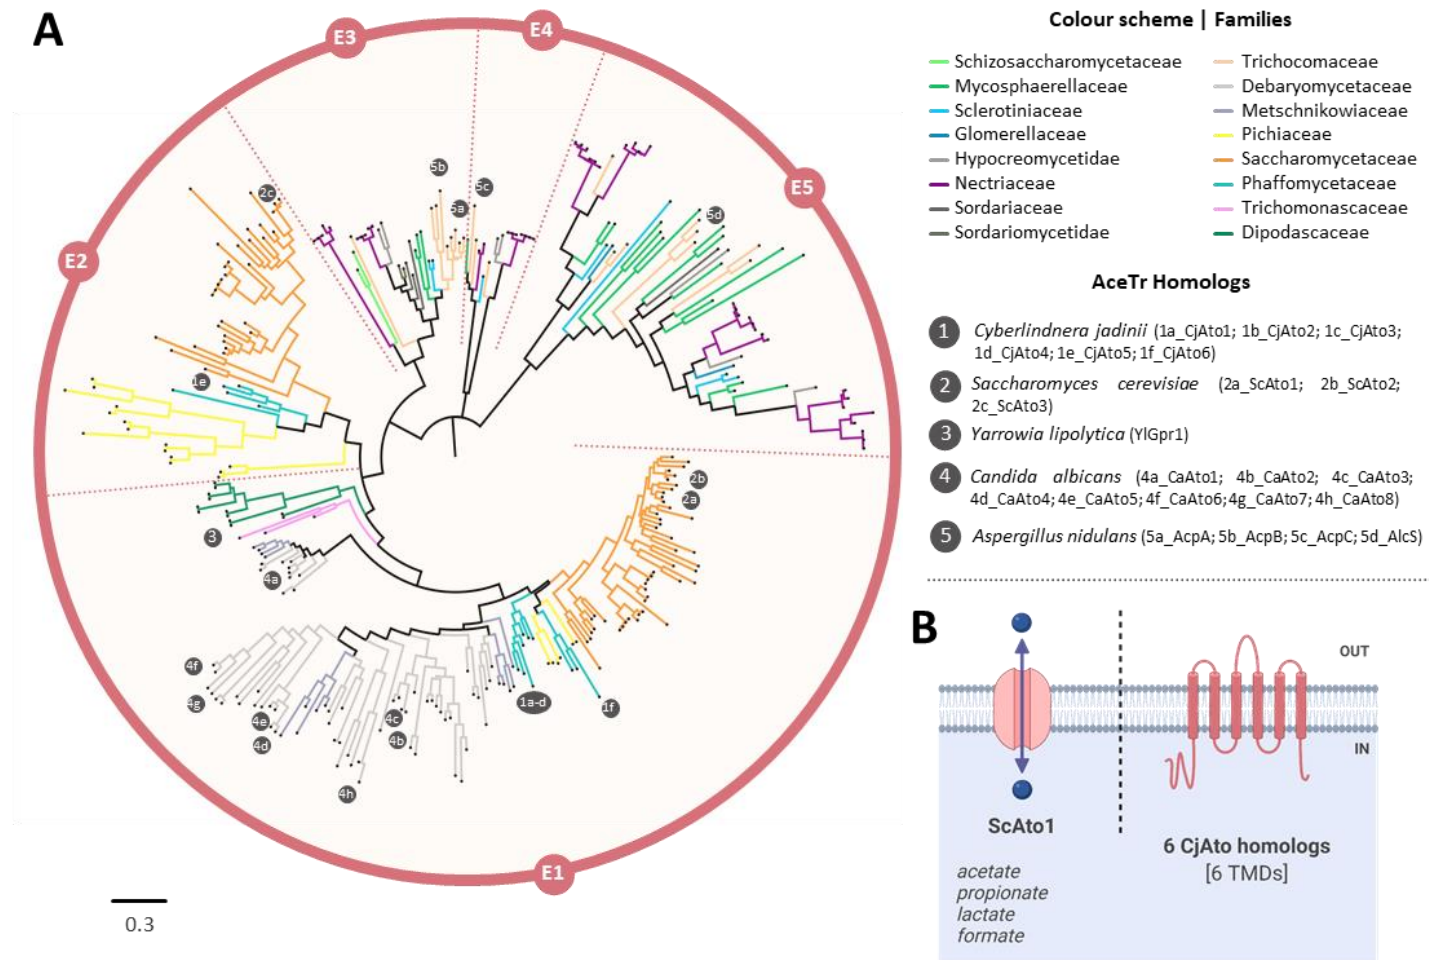 A
E3
E4
E5
E2
E1
5b
5c
5a
2c
5d
1e
2b
2a
3
4a
4f
4g
4e
4d
4c
4b
4h
1a-d
1f
0.3
Colour scheme | Families
Schizosaccharomycetaceae
Mycosphaerellaceae
Sclerotiniaceae
Glomerellaceae
Hypocreomycetidae
Nectriaceae
Sordariaceae
Sordariomycetidae
Trichocomaceae
Debaryomycetaceae
Metschnikowiaceae
Pichiaceae
Saccharomycetaceae
Phaffomycetaceae
Trichomonascaceae
Dipodascaceae
AceTr Homologs
1 Cyberlindnera jadinii (1a_CjAto1; 1b_CjAto2; 1c_CjAto3;
1d_CjAto4; 1e_CjAto5; 1f_CjAto6)
2 Saccharomyces cerevisiae (2a_ScAto1; 2b_ScAto2;
2c_ScAto3)
3 Yarrowia lipolytica (YlGpr1)
4 Candida albicans (4a_CaAto1; 4b_CaAto2; 4c_CaAto3;
4d_CaAto4; 4e_CaAto5; 4f_CaAto6; 4g_CaAto7; 4h_CaAto8)
5 Aspergillus nidulans (5a_AcpA; 5b_AcpB; 5c_AcpC; 5d_AlcS)
B
OUT
IN
ScAto1
acetate
propionate
lactate
formate
6 CjAto homologs
[6 TMDs]